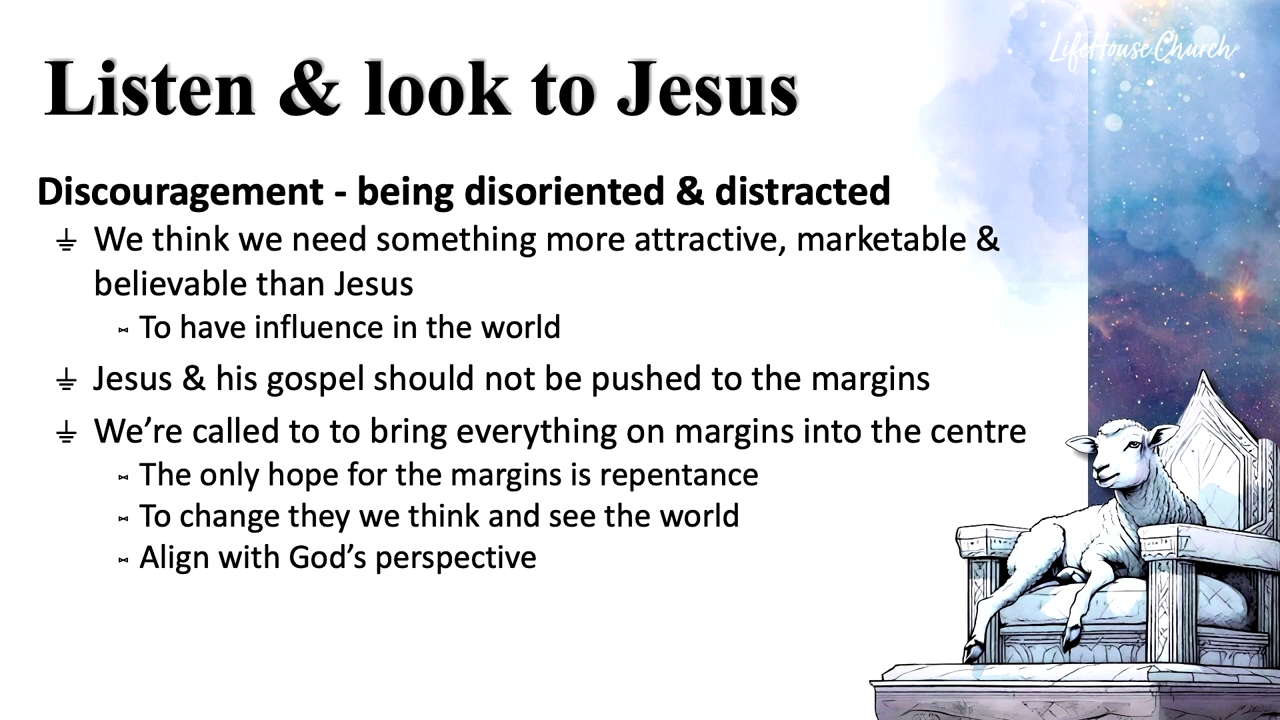 LifeHouse Church
Listen & look to Jesus
Discouragement - being disoriented & distracted
We think we need something more attractive, marketable &
believable than Jesus
To have influence in the world
Jesus & his gospel should not be pushed to the margins
We’re called to to bring everything on margins into the centre
The only hope for the margins is repentance
To change they we think and see the world
Align with God’s perspective